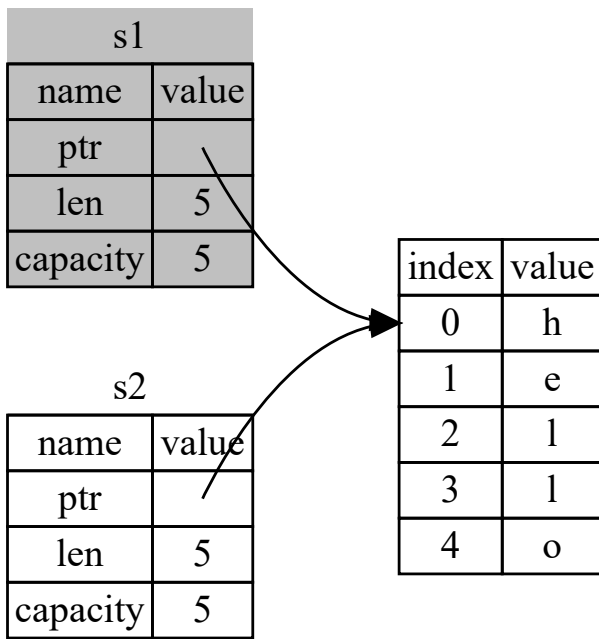 s1
name value
ptr
len 5
capacity 5
s2
name value
ptr
len 5
capacity 5
index value
0 h
1 e
2 l
3 l
4 o